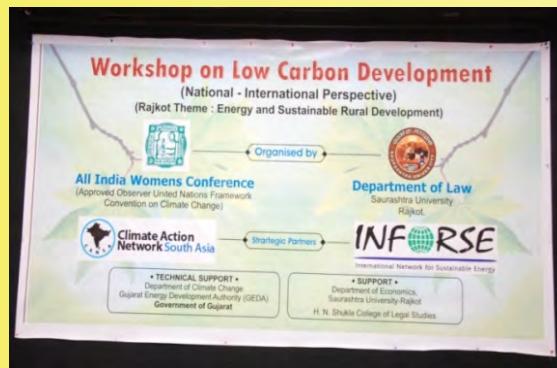 Workshop on Low Carbon Development
(National - International Perspective)
(Rajkot Theme : Energy and Sustainable Rural Development)
Organised by
All India Womens Conference
(Approved Observer United Nations Framework
Convention on Climate Change)
Department of Law
Saurashtra University
Rajkot.
CANSA
Climate Action
Network South Asia
Strartegic Partners
INFORSE
International Network for Sustainable Energy
• TECHNICAL SUPPORT •
Department of Climate Change
Gujarat Energy Development Authority (GEDA)
Government of Gujarat
• SUPPORT •
Department of Economics,
Saurashtra University-Rajkot
H. N. Shukla College of Legal Studies